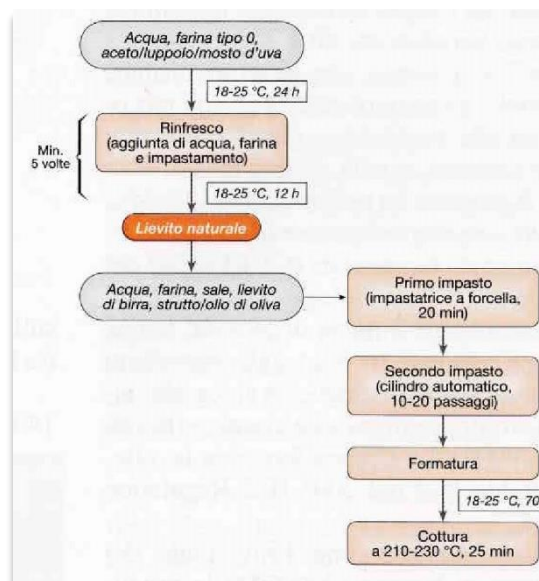 Acqua, farina tipo 0,
aceto/luppolo/mosto d'uva
18-25 °C, 24 h
Min.
5 volte
Rinfresco
(aggiunta di acqua, farina
e impastamento)
18-25 °C, 12 h
Lievito naturale
Acqua, farina, sale, lievito
di birra, strutto/olio di oliva
Primo impasto
(impastatrice a forcella,
20 min)
Secondo impasto
(cilindro automatico,
10-20 passaggi)
Formatura
18-25 °C, 70
Cottura
a 210-230 °C, 25 min